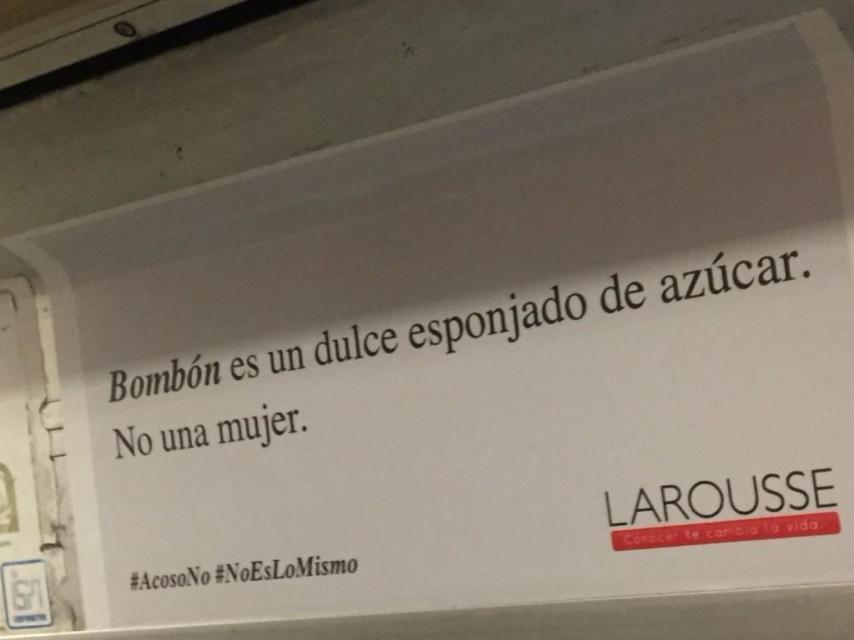 Bombón es un dulce esponjado de azúcar.
No una mujer.
#AcosoNo #NoEsLoMismo
LAROUSSE
Conocer te cambia la vida.